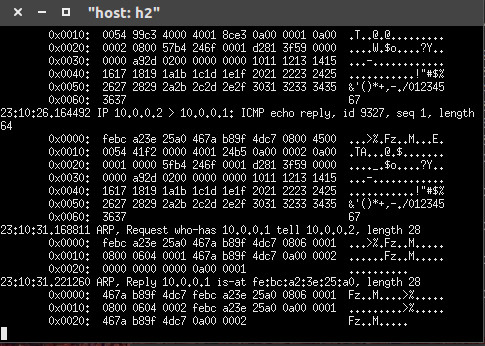 "host: h2"
0x0010: 0054 99c3 4000 4001 8ce3 0a00 0001 0a00 .T..@.@.........
0x0020: 0002 0800 57b4 246f 0001 d281 3f59 0000 ....W.$o....?Y..
0x0030: 0000 a92d 0200 0000 0000 1011 1213 1415 ...-............
0x0040: 1617 1819 1a1b 1c1d 1e1f 2021 2223 2425 ...........!"#$%
0x0050: 2627 2829 2a2b 2c2d 2e2f 3031 3233 3435 &'()*+,-./012345
0x0060: 3637 67
23:10:26.164492 IP 10.0.0.2 > 10.0.0.1: ICMP echo reply, id 9327, seq 1, length
64
0x0000: febc a23e 25a0 467a b89f 4dc7 0800 4500 ...>%.Fz..M...E.
0x0010: 0054 41f2 0000 4001 24b5 0a00 0002 0a00 .TA...@.$.......
0x0020: 0001 0000 5fb4 246f 0001 d281 3f59 0000 ...._.$o....?Y..
0x0030: 0000 a92d 0200 0000 0000 1011 1213 1415 ...-............
0x0040: 1617 1819 1a1b 1c1d 1e1f 2021 2223 2425 ...........!"#$%
0x0050: 2627 2829 2a2b 2c2d 2e2f 3031 3233 3435 &'()*+,-./012345
0x0060: 3637 67
23:10:31.168811 ARP, Request who-has 10.0.0.1 tell 10.0.0.2, length 28
0x0000: febc a23e 25a0 467a b89f 4dc7 0806 0001 ...>%.Fz..M.....
0x0010: 0800 0604 0001 467a b89f 4dc7 0a00 0002 ......Fz..M.....
0x0020: 0000 0000 0000 0a00 0001 ..........
23:10:31.221260 ARP, Reply 10.0.0.1 is-at fe:bc:a2:3e:25:a0, length 28
0x0000: 467a b89f 4dc7 febc a23e 25a0 0806 0001 Fz..M....>%.....
0x0010: 0800 0604 0002 febc a23e 25a0 0a00 0001 .........>%.....
0x0020: 467a b89f 4dc7 0a00 0002 Fz..M.....